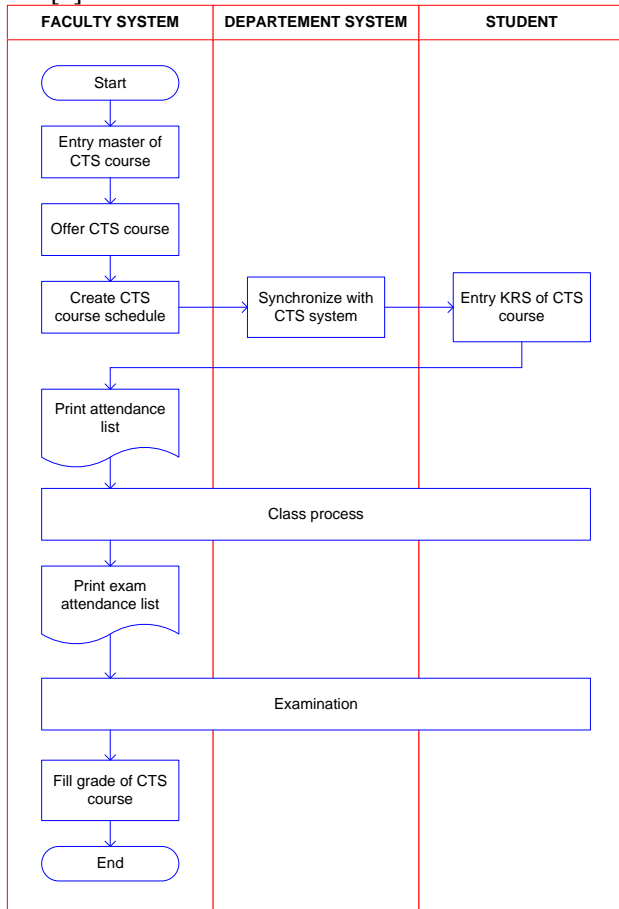 FACULTY SYSTEM
DEPARTEMENT SYSTEM
STUDENT
Start
Entry master of
CTS course
Offer CTS course
Create CTS
course schedule
Synchronize with
CTS system
Entry KRS of CTS
course
Print attendance
list
Class process
Print exam
attendance list
Examination
Fill grade of CTS
course
End